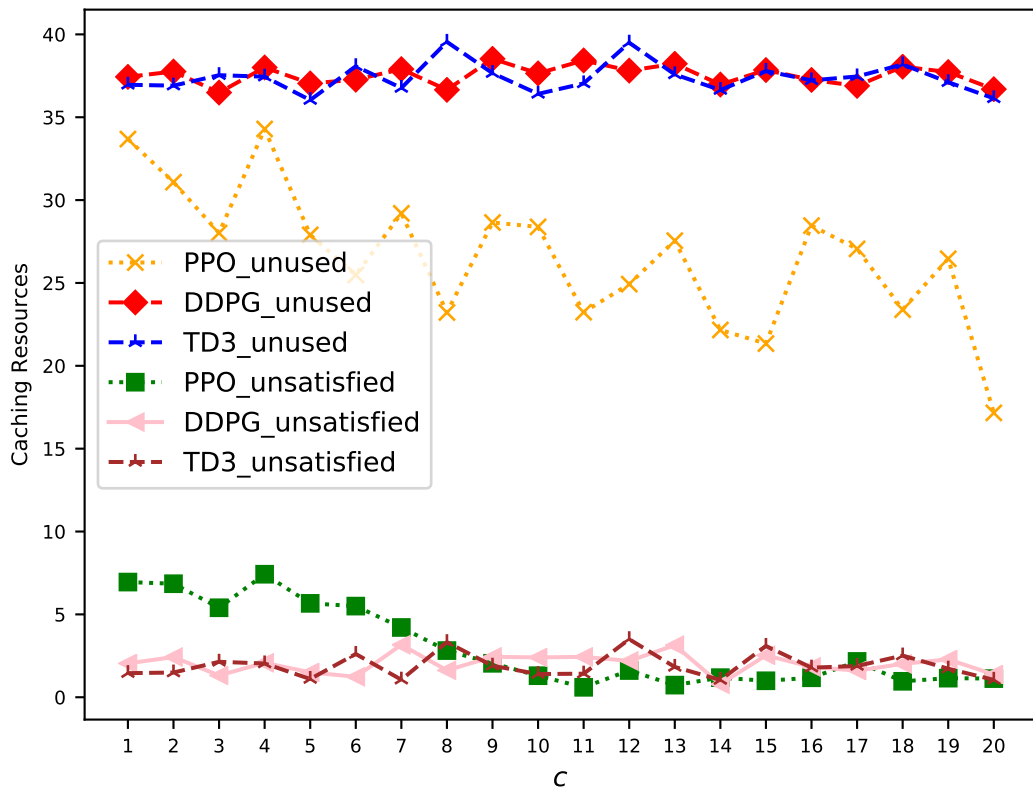 40
35
30
25
20
15
10
5
0
Caching Resources
PPO_unused
DDPG_unused
TD3_unused
PPO_unsatisfied
DDPG_unsatisfied
TD3_unsatisfied
1 2 3 4 5 6 7 8 9 10 11 12 13 14 15 16 17 18 19 20
c